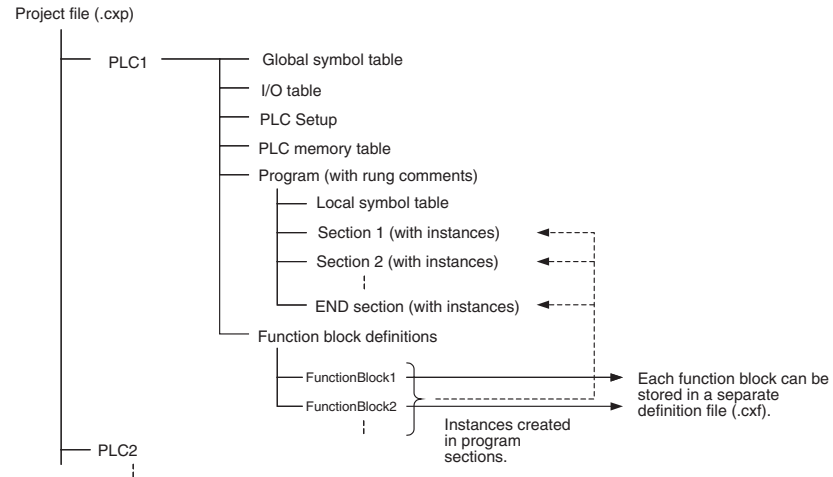 Project file (.cxp)
PLC1
Global symbol table
I/O table
PLC Setup
PLC memory table
Program (with rung comments)
Local symbol table
Section 1 (with instances)
Section 2 (with instances)
END section (with instances)
Function block definitions
FunctionBlock1
FunctionBlock2
Each function block can be
stored in a separate
definition file (.cxf).
Instances created
in program
sections.
PLC2